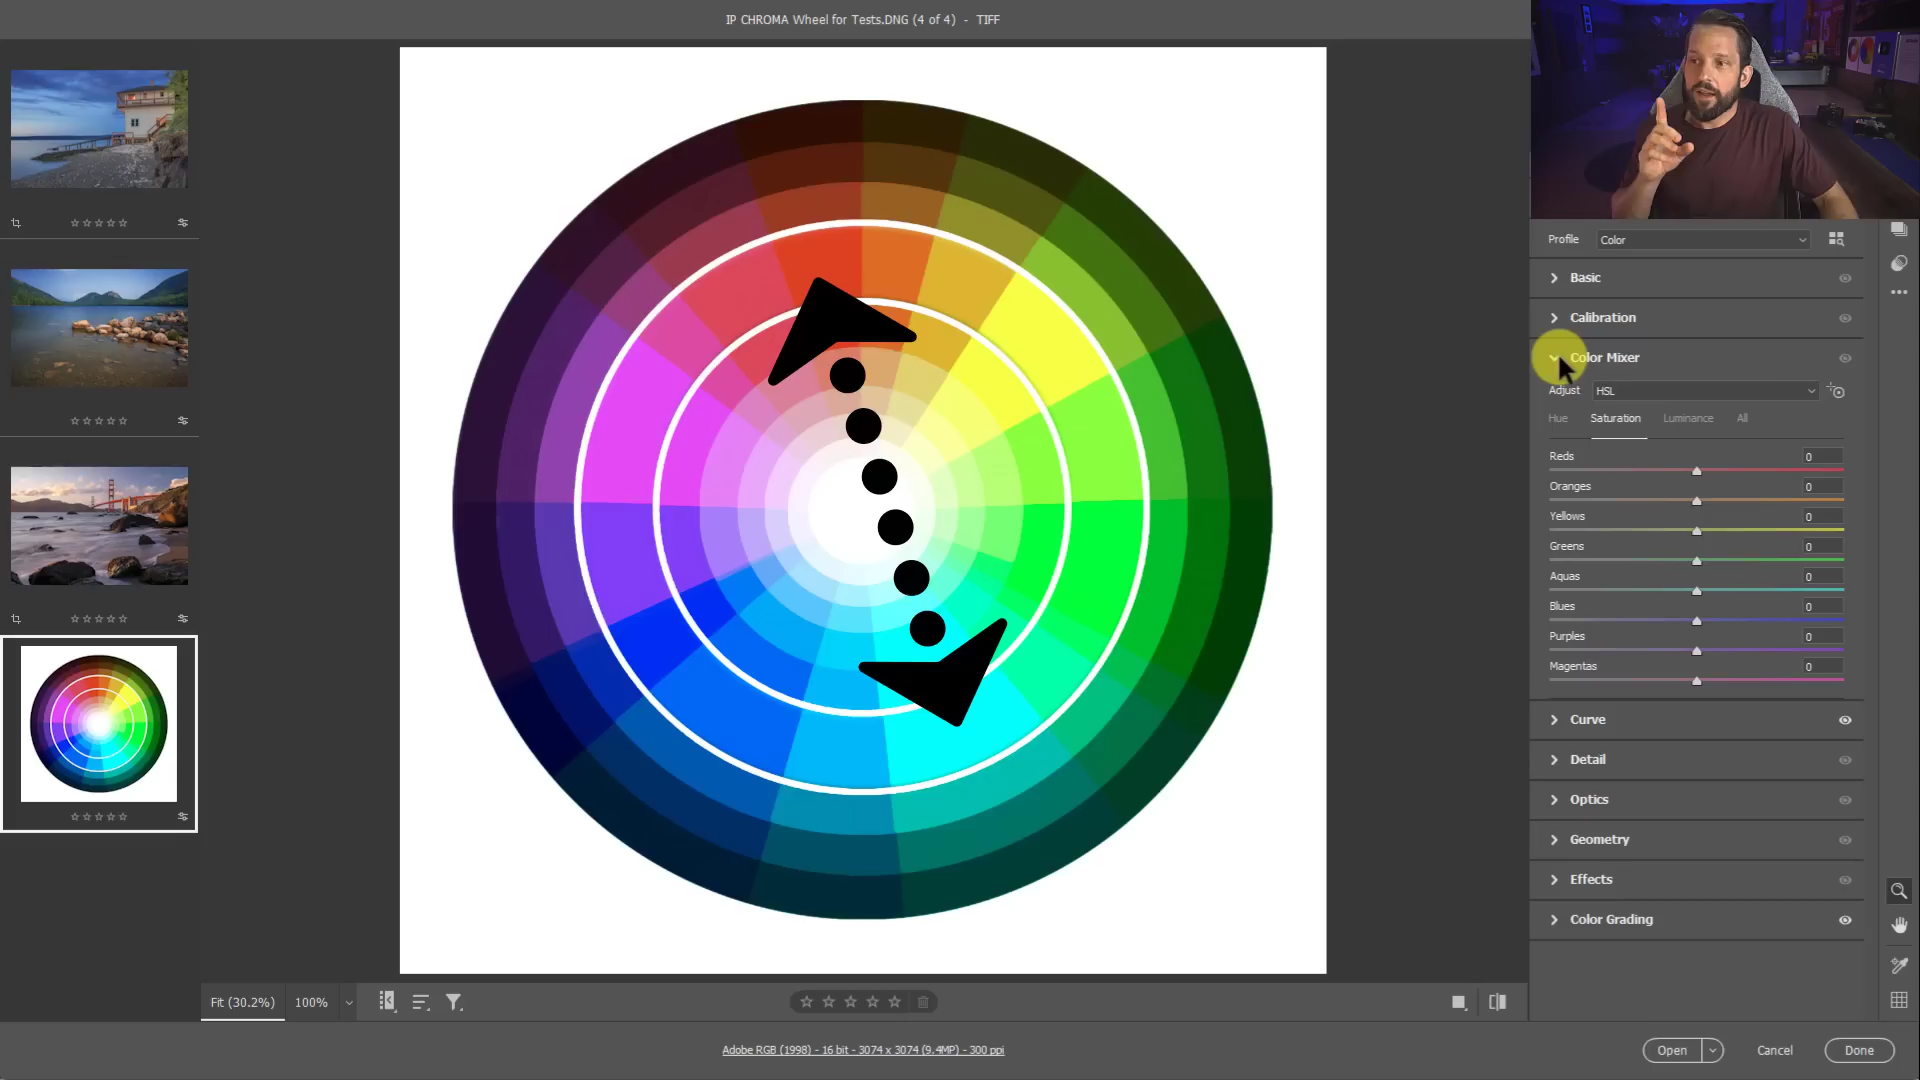 IP CHROMA Wheel for Tests.DNG (4 of 4) - TIFF
Profile Color
Basic
Calibration
Color Mixer
Adjust HSL
Hue Saturation Luminance All
Reds 0
Oranges 0
Yellows 0
Greens 0
Aquas 0
Blues 0
Purples 0
Magentas 0
Curve
Detail
Optics
Geometry
Effects
Color Grading
Fit (30.2%) 100%
Adobe RGB (1998) - 16 bit - 3074 x 3074 (9.4MP) - 300 ppi
Open Cancel Done